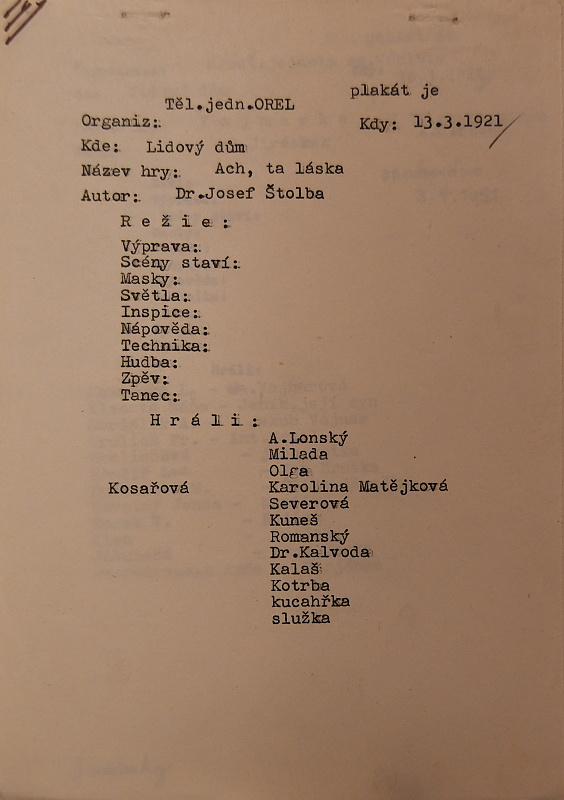 plakát je
Těl.jedn.OREL
Organiz:. Kdy: 13.3.1921
Kde: Lidový dům
Název hry: Ach, ta láska
Autor: Dr.Josef Štolba
R e ž i e :
Výprava:
Scény staví:
Masky:
Světla:
Inspice:
Nápověda:
Technika:
Hudba:
Zpěv:
Tanec:
H r á l i :
A.Lonský
Milada
Olga
Kosařová Karolina Matějková
Severová
Kuneš
Romanský
Dr.Kalvoda
Kalaš
Kotrba
kucahřka
služka